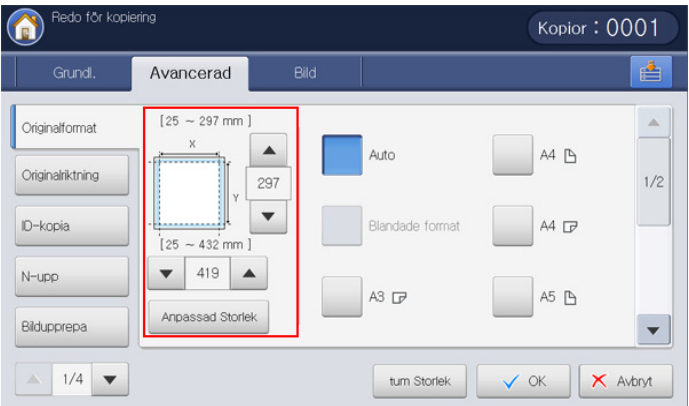 Redo för kopiering
Kopior : 0001
Grundl.
Avancerad
Bild
Originalformat
Originalriktning
ID-kopia
N-upp
Bildupprepa
1/4
[25 ~ 297 mm ]
X
Y
297
[25 ~ 432 mm ]
419
Anpassad Storlek
Auto
Blandade format
A3
A4
A4
A5
1/2
tum Storlek
OK
Avbryt